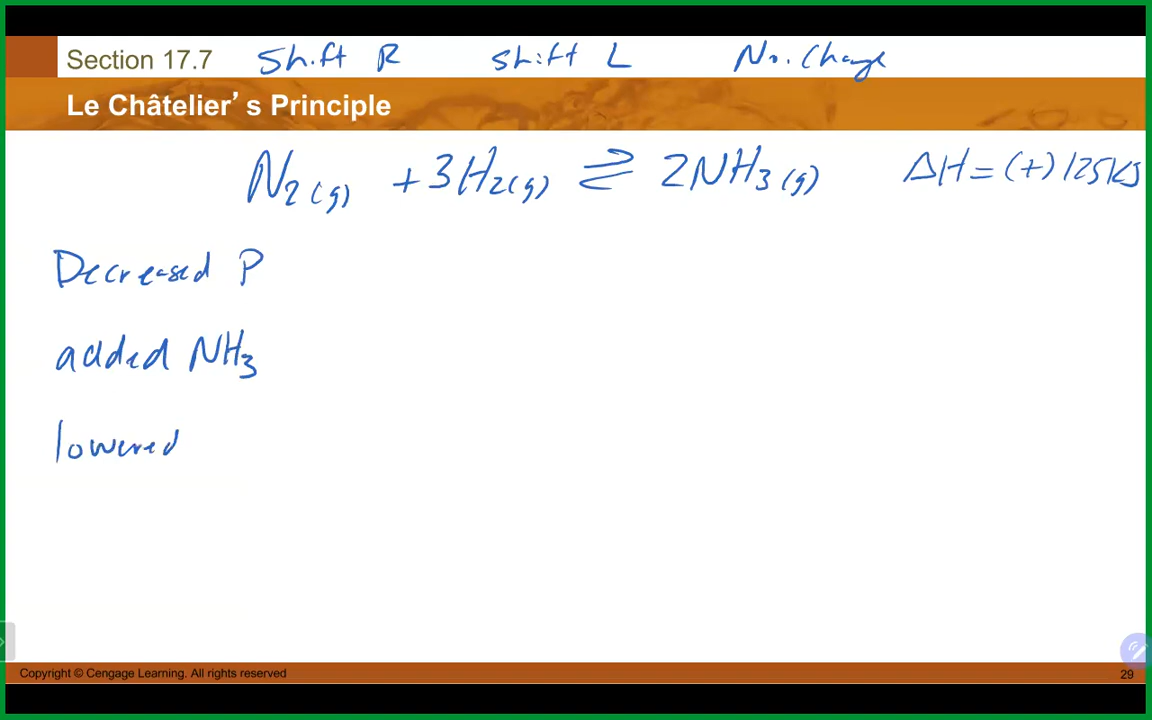 Section 17.7 Shift R Shift L No. Change
Le Châtelier's Principle
N2(g) + 3H2(g) ⇌ 2NH3(g) ΔH = (+) 125KJ
Decreased P
added NH3
lowered
Copyright © Cengage Learning. All rights reserved 29